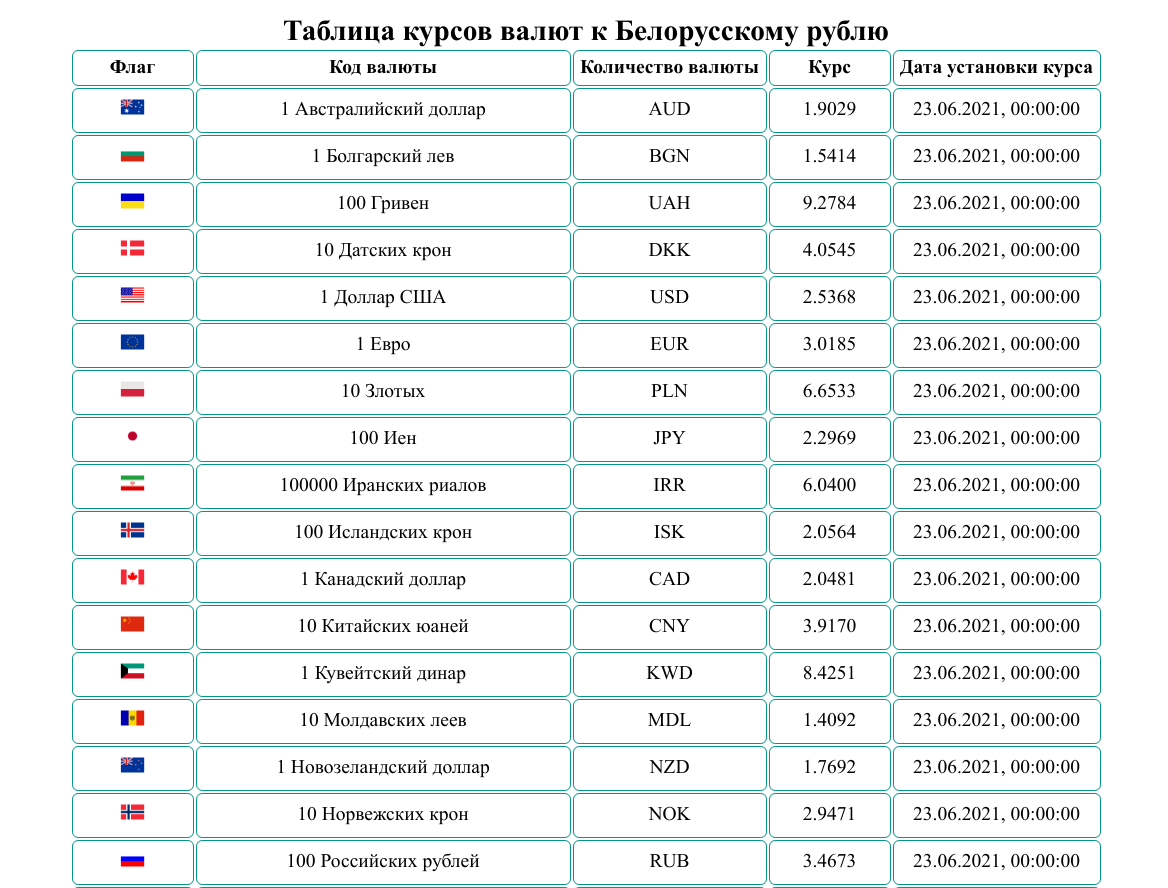 Таблица курсов валют к Белорусскому рублю
Флаг Код валюты Количество валюты Курс Дата установки курса
1 Австралийский доллар AUD 1.9029 23.06.2021, 00:00:00
1 Болгарский лев BGN 1.5414 23.06.2021, 00:00:00
100 Гривен UAH 9.2784 23.06.2021, 00:00:00
10 Датских крон DKK 4.0545 23.06.2021, 00:00:00
1 Доллар США USD 2.5368 23.06.2021, 00:00:00
1 Евро EUR 3.0185 23.06.2021, 00:00:00
10 Злотых PLN 6.6533 23.06.2021, 00:00:00
100 Иен JPY 2.2969 23.06.2021, 00:00:00
100000 Иранских риалов IRR 6.0400 23.06.2021, 00:00:00
100 Исландских крон ISK 2.0564 23.06.2021, 00:00:00
1 Канадский доллар CAD 2.0481 23.06.2021, 00:00:00
10 Китайских юаней CNY 3.9170 23.06.2021, 00:00:00
1 Кувейтский динар KWD 8.4251 23.06.2021, 00:00:00
10 Молдавских леев MDL 1.4092 23.06.2021, 00:00:00
1 Новозеландский доллар NZD 1.7692 23.06.2021, 00:00:00
10 Норвежских крон NOK 2.9471 23.06.2021, 00:00:00
100 Российских рублей RUB 3.4673 23.06.2021, 00:00:00